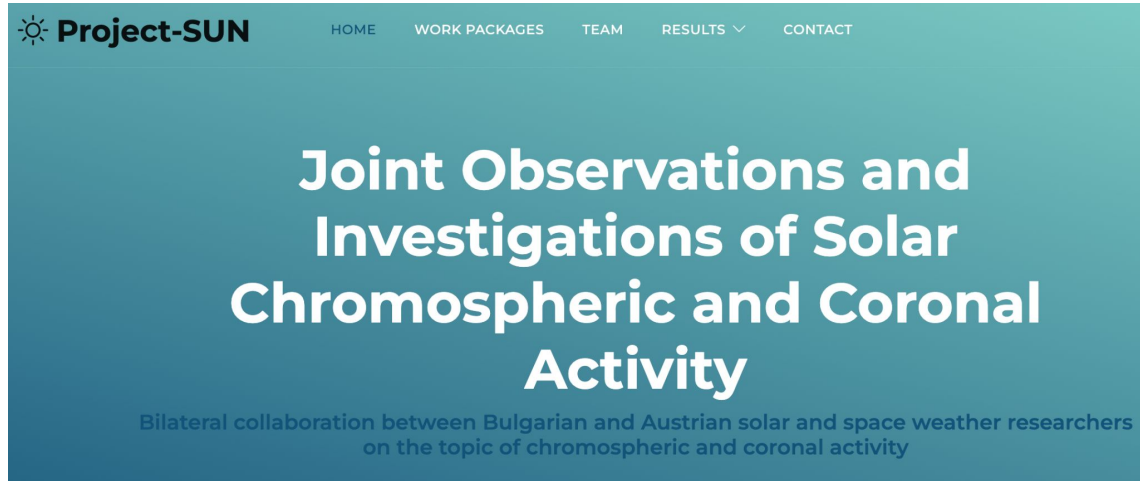 Project-SUN HOME WORK PACKAGES TEAM RESULTS CONTACT
Joint Observations and
Investigations of Solar
Chromospheric and Coronal
Activity
Bilateral collaboration between Bulgarian and Austrian solar and space weather researchers
on the topic of chromospheric and coronal activity